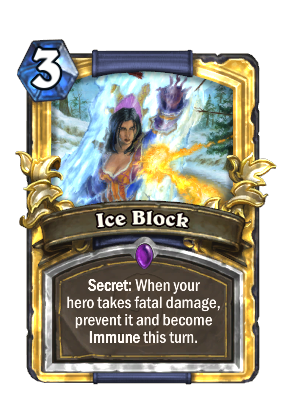 3
Ice Block
Secret: When your
hero takes fatal damage,
prevent it and become
Immune this turn.